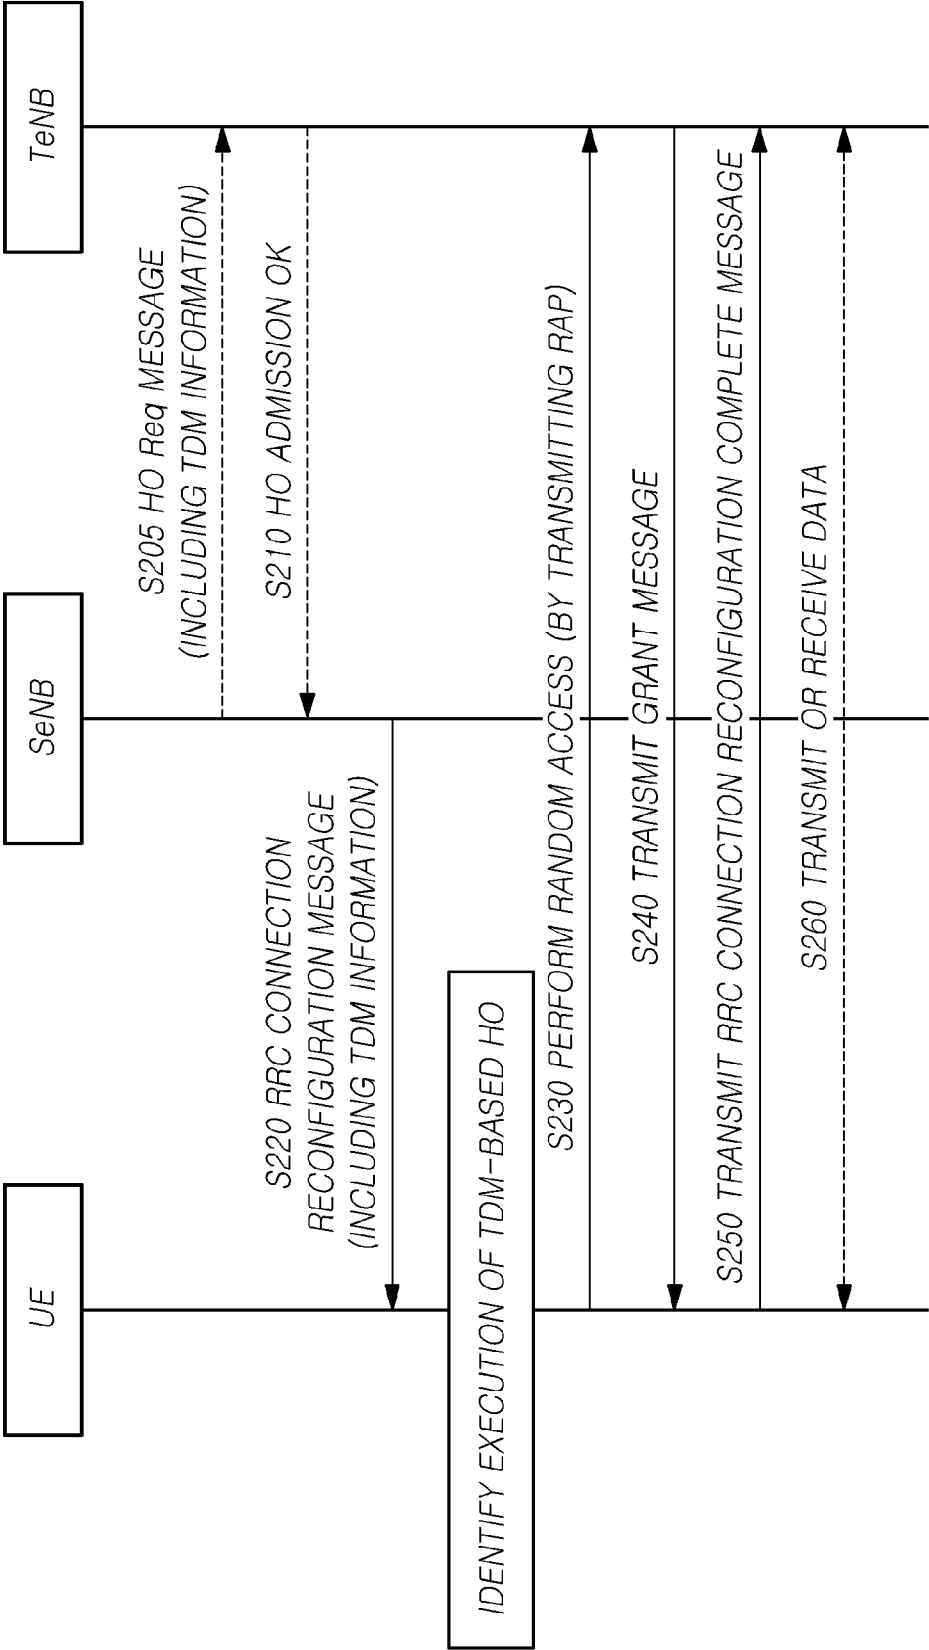 UE
SeNB
TeNB
S205 HO Req MESSAGE
(INCLUDING TDM INFORMATION)
S210 HO ADMISSION OK
S220 RRC CONNECTION
RECONFIGURATION MESSAGE
(INCLUDING TDM INFORMATION)
IDENTIFY EXECUTION OF TDM-BASED HO
S230 PERFORM RANDOM ACCESS (BY TRANSMITTING RAP)
S240 TRANSMIT GRANT MESSAGE
S250 TRANSMIT RRC CONNECTION RECONFIGURATION COMPLETE MESSAGE
S260 TRANSMIT OR RECEIVE DATA